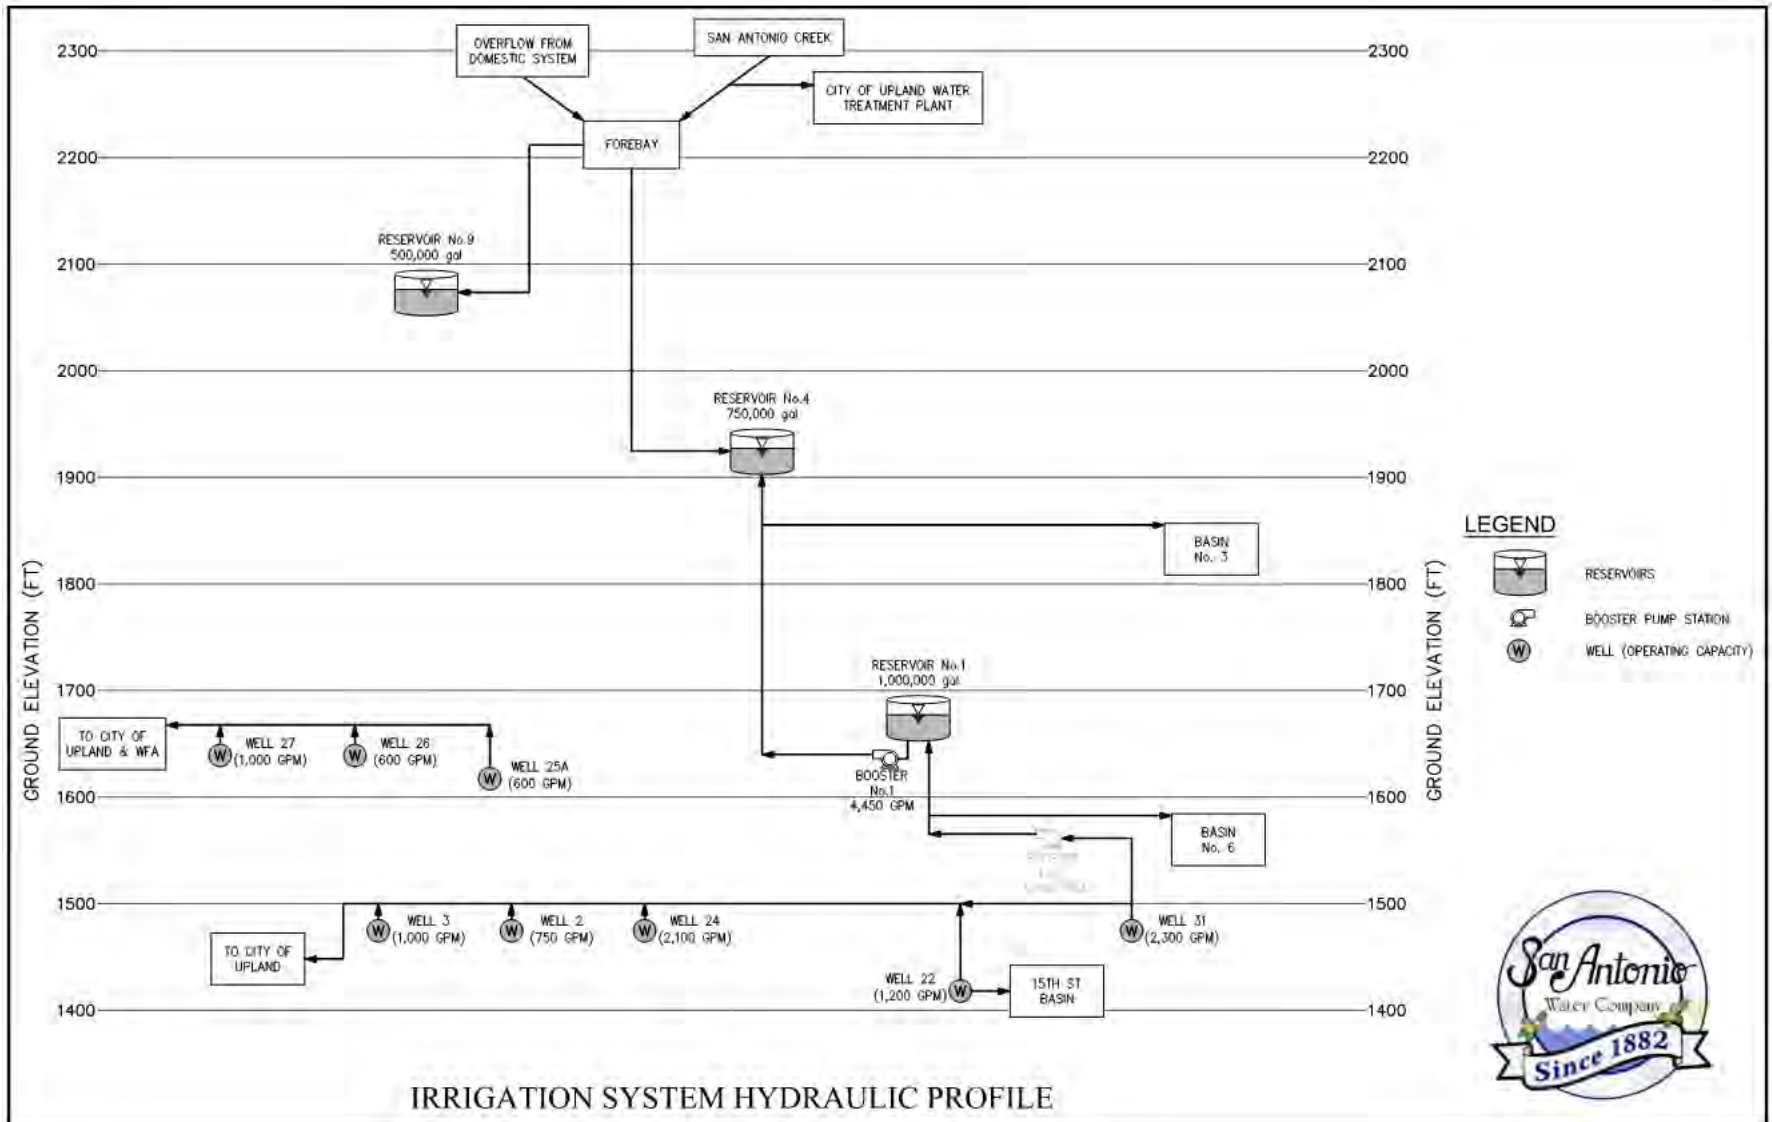 OVERFLOW FROM
DOMESTIC SYSTEM
SAN ANTONIO CREEK
2300
2300
CITY OF UPLAND WATER
TREATMENT PLANT
FOREBAY
2200
2200
RESERVOIR No.9
500,000 gal
2100
2100
2000
2000
RESERVOIR No.4
750,000 gal
1900
1900
BASIN
No. 3
LEGEND
RESERVOIRS
BOOSTER PUMP STATION
W
WELL (OPERATING CAPACITY)
GROUND ELEVATION (FT)
GROUND ELEVATION (FT)
1800
1800
RESERVOIR No.1
1,000,000 gal
1700
1700
TO CITY OF
UPLAND & WFA
W
WELL 27
(1,000 GPM)
W
WELL 26
(600 GPM)
W
WELL 25A
(600 GPM)
BOOSTER
No.1
4,450 GPM
1600
1600
BASIN
No. 6
1500
1500
W
WELL 3
(1,000 GPM)
W
WELL 2
(750 GPM)
W
WELL 24
(2,100 GPM)
W
WELL 31
(2,300 GPM)
TO CITY OF
UPLAND
WELL 22
(1,200 GPM)
W
15TH ST
BASIN
1400
1400
San Antonio
Water Company
Since 1882
IRRIGATION SYSTEM HYDRAULIC PROFILE